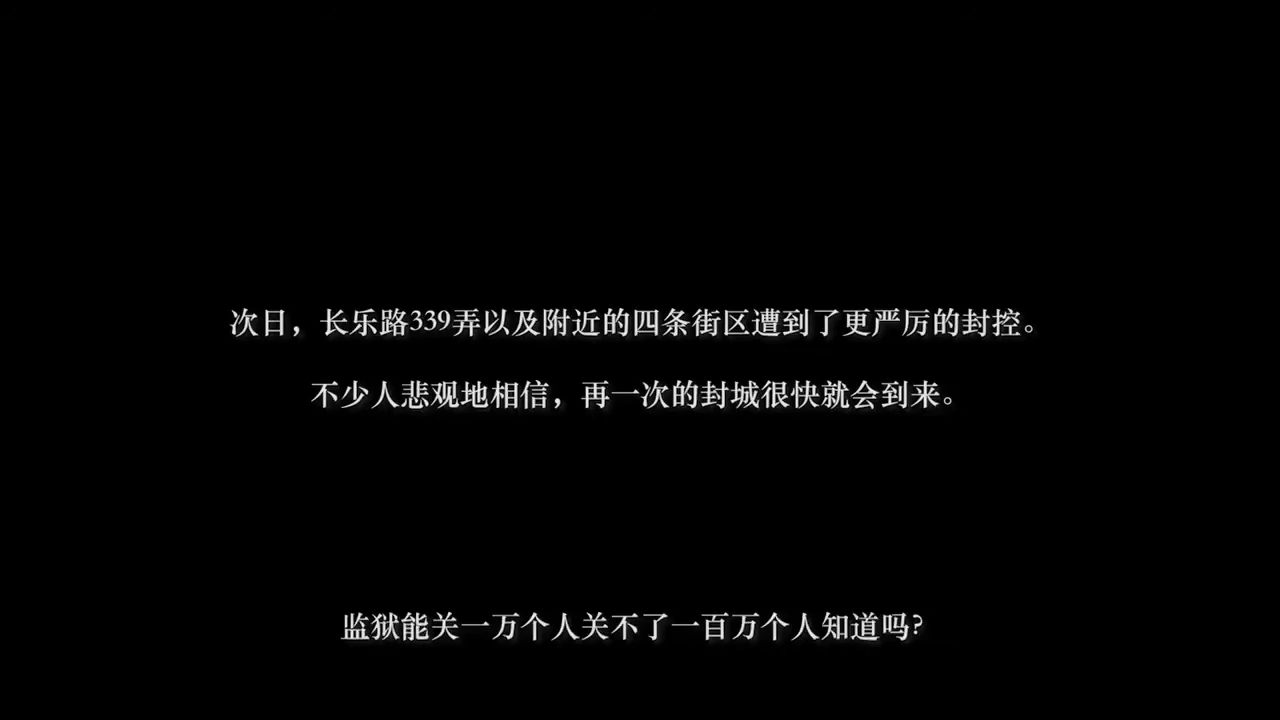 次日，长乐路339弄以及附近的四条街区遭到了更严厉的封控。
不少人悲观地相信，再一次的封城很快就会到来。
监狱能关一万个人关不了一百万个人知道吗?